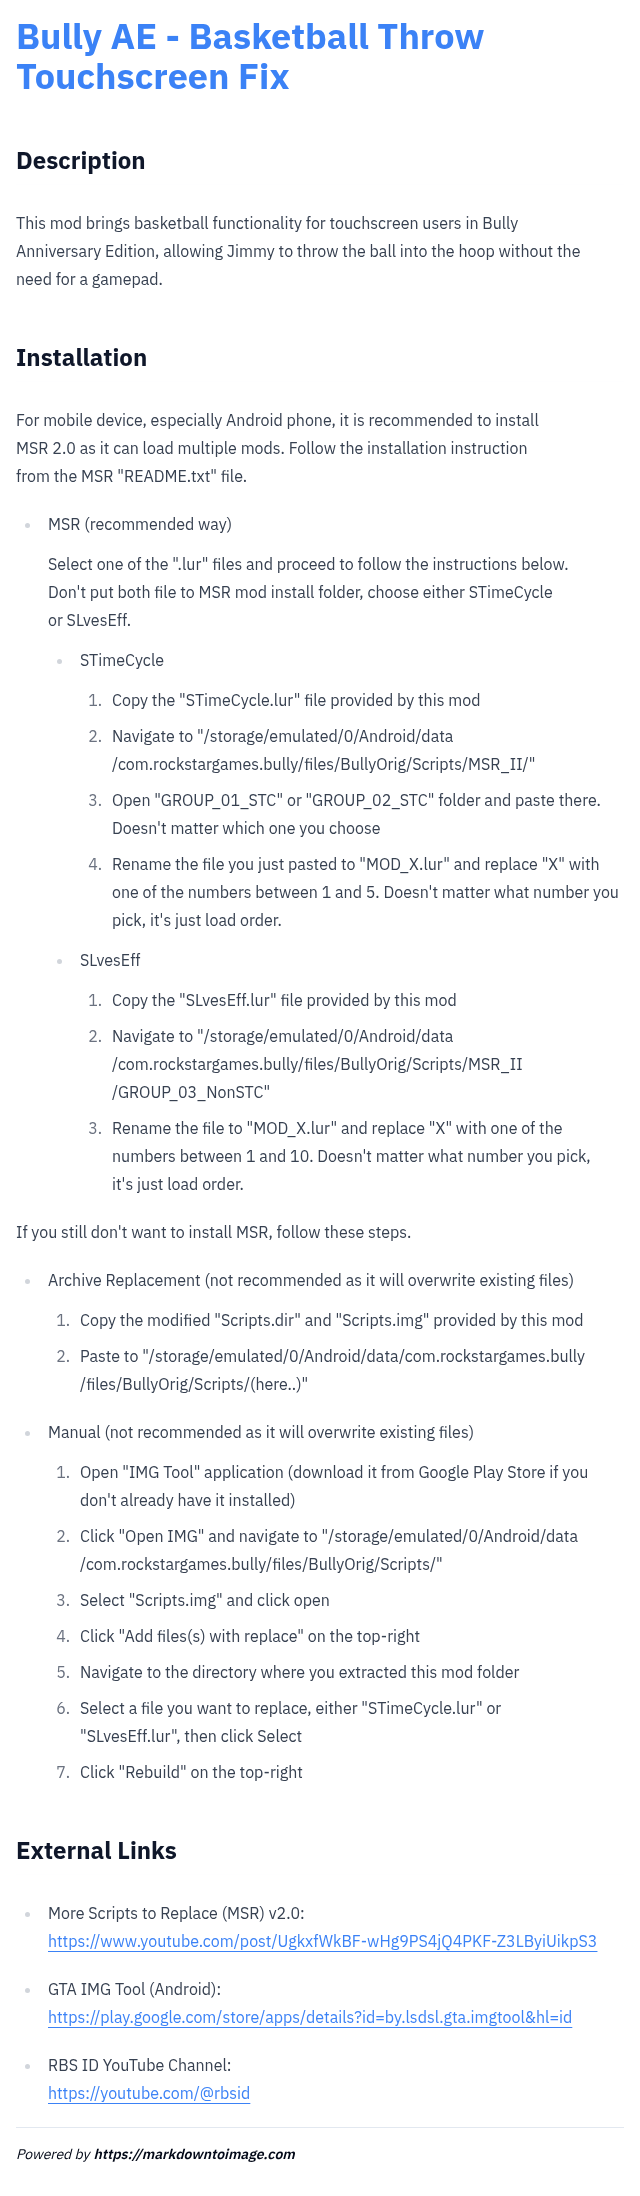 Bully AE - Basketball Throw
Touchscreen Fix
Description
This mod brings basketball functionality for touchscreen users in Bully
Anniversary Edition, allowing Jimmy to throw the ball into the hoop without the
need for a gamepad.
Installation
For mobile device, especially Android phone, it is recommended to install
MSR 2.0 as it can load multiple mods. Follow the installation instruction
from the MSR "README.txt" file.
• MSR (recommended way)
Select one of the ".lur" files and proceed to follow the instructions below.
Don't put both file to MSR mod install folder, choose either STimeCycle
or SLvesEff.
• STimeCycle
1. Copy the "STimeCycle.lur" file provided by this mod
2. Navigate to "/storage/emulated/0/Android/data
/com.rockstargames.bully/files/BullyOrig/Scripts/MSR_II/"
3. Open "GROUP_01_STC" or "GROUP_02_STC" folder and paste there.
Doesn't matter which one you choose
4. Rename the file you just pasted to "MOD_X.lur" and replace "X" with
one of the numbers between 1 and 5. Doesn't matter what number you
pick, it's just load order.
• SLvesEff
1. Copy the "SLvesEff.lur" file provided by this mod
2. Navigate to "/storage/emulated/0/Android/data
/com.rockstargames.bully/files/BullyOrig/Scripts/MSR_II
/GROUP_03_NonSTC"
3. Rename the file to "MOD_X.lur" and replace "X" with one of the
numbers between 1 and 10. Doesn't matter what number you pick,
it's just load order.
If you still don't want to install MSR, follow these steps.
• Archive Replacement (not recommended as it will overwrite existing files)
1. Copy the modified "Scripts.dir" and "Scripts.img" provided by this mod
2. Paste to "/storage/emulated/0/Android/data/com.rockstargames.bully
/files/BullyOrig/Scripts/(here..)"
• Manual (not recommended as it will overwrite existing files)
1. Open "IMG Tool" application (download it from Google Play Store if you
don't already have it installed)
2. Click "Open IMG" and navigate to "/storage/emulated/0/Android/data
/com.rockstargames.bully/files/BullyOrig/Scripts/"
3. Select "Scripts.img" and click open
4. Click "Add files(s) with replace" on the top-right
5. Navigate to the directory where you extracted this mod folder
6. Select a file you want to replace, either "STimeCycle.lur" or
"SLvesEff.lur", then click Select
7. Click "Rebuild" on the top-right
External Links
• More Scripts to Replace (MSR) v2.0:
https://www.youtube.com/post/UgkxfWkBF-wHg9PS4jQ4PKF-Z3LByiUikpS3
• GTA IMG Tool (Android):
https://play.google.com/store/apps/details?id=by.lsdsl.gta.imgtool&hl=id
• RBS ID YouTube Channel:
https://youtube.com/@rbsid
Powered by https://markdowntoimage.com